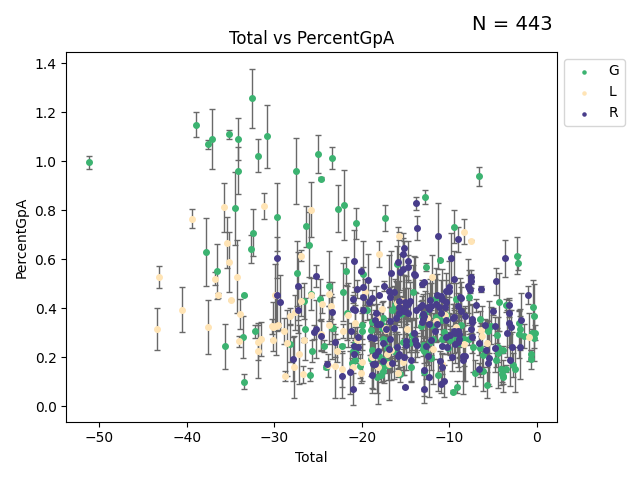 N = 443
Total vs PercentGpA
G
L
R
1.4
1.2
1.0
0.8
0.6
0.4
0.2
0.0
PercentGpA
−50 −40 −30 −20 −10 0
Total